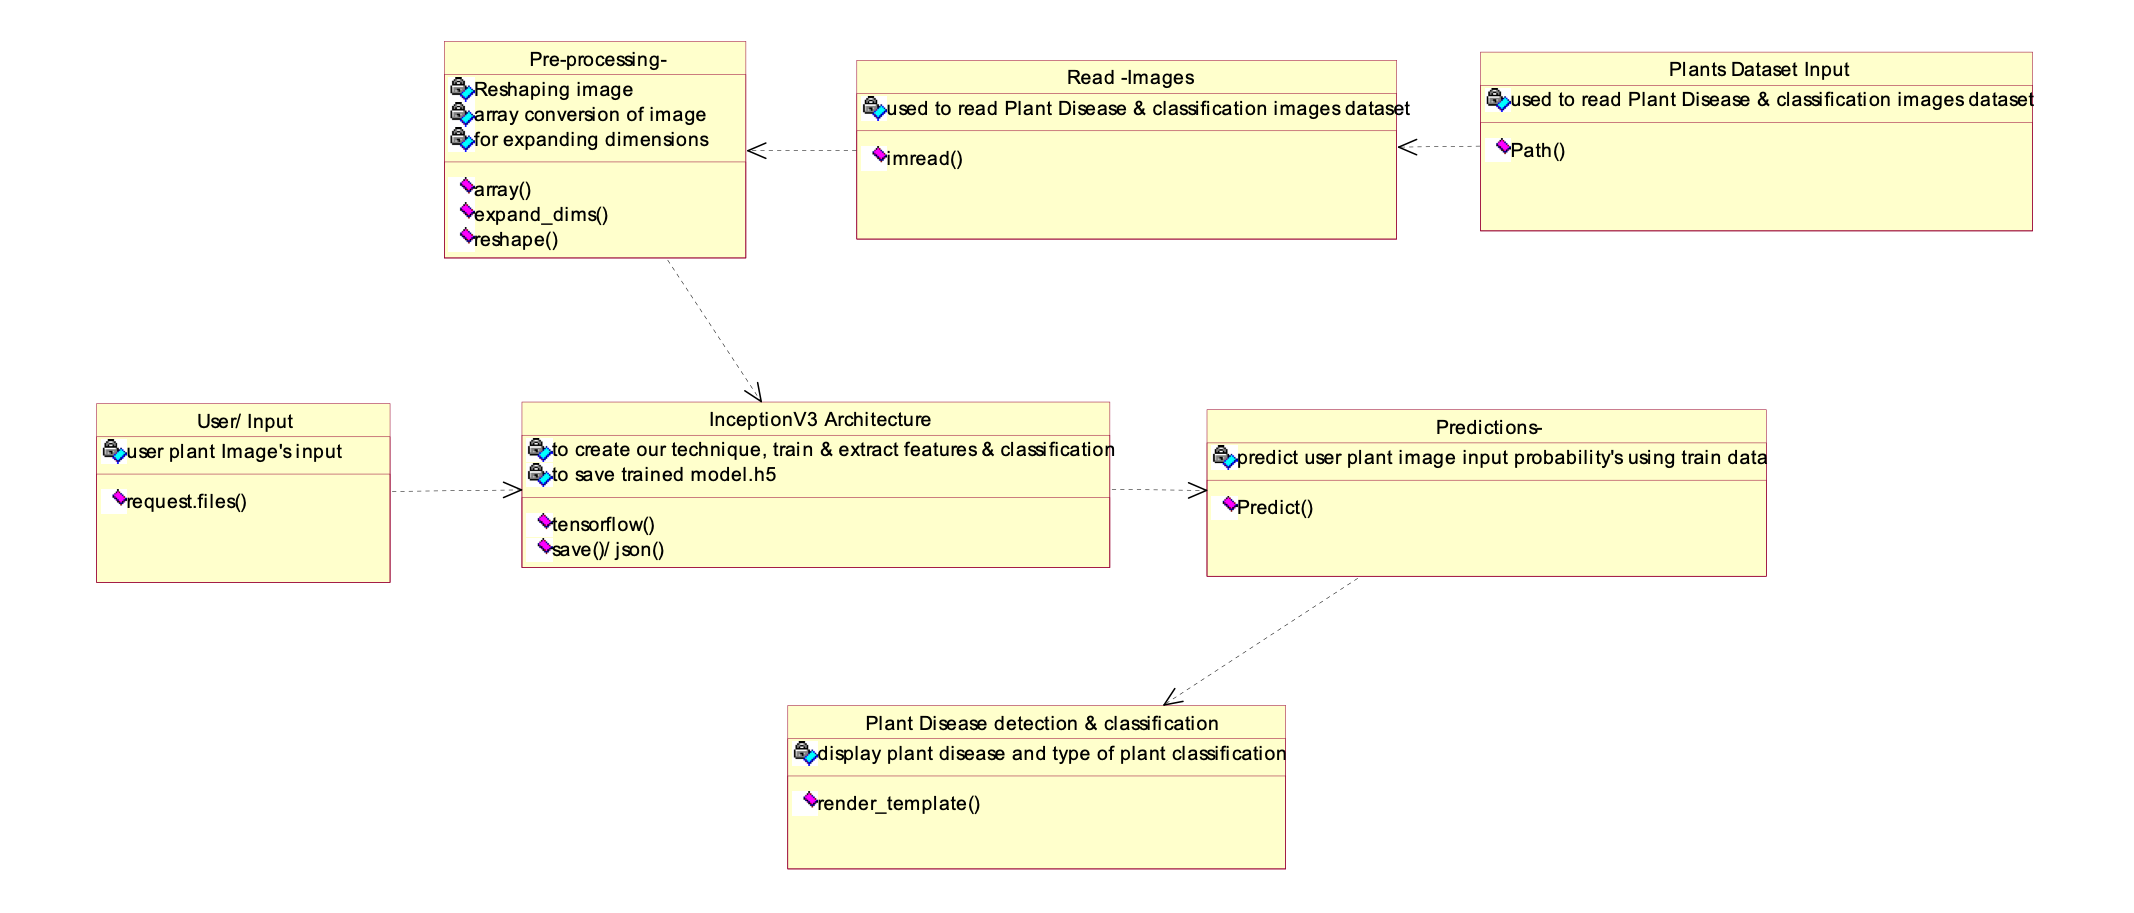 Pre-processing-
Reshaping image
array conversion of image
for expanding dimensions
array()
expand_dims()
reshape()
Read -Images
used to read Plant Disease & classification images dataset
imread()
Plants Dataset Input
used to read Plant Disease & classification images dataset
Path()
User/ Input
user plant Image's input
request.files()
InceptionV3 Architecture
to create our technique, train & extract features & classification
to save trained model.h5
tensorflow()
save()/ json()
Predictions-
predict user plant image input probability's using train data
Predict()
Plant Disease detection & classification
display plant disease and type of plant classification
render_template()